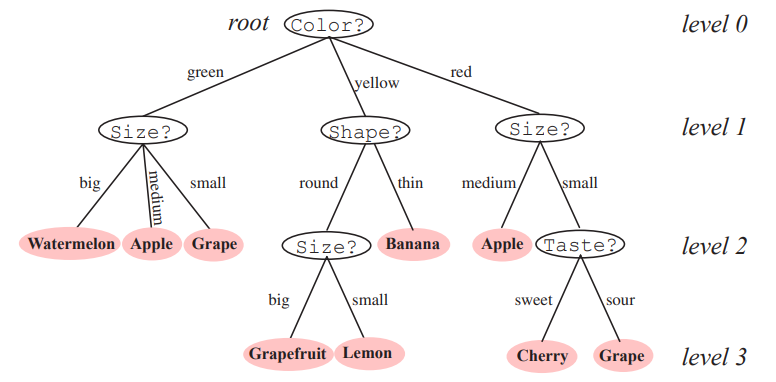 root Color? level 0
green yellow red
Size? Shape? Size? level 1
big medium small round thin medium small
Watermelon Apple Grape Size? Banana Apple Taste? level 2
big small sweet sour
Grapefruit Lemon Cherry Grape level 3